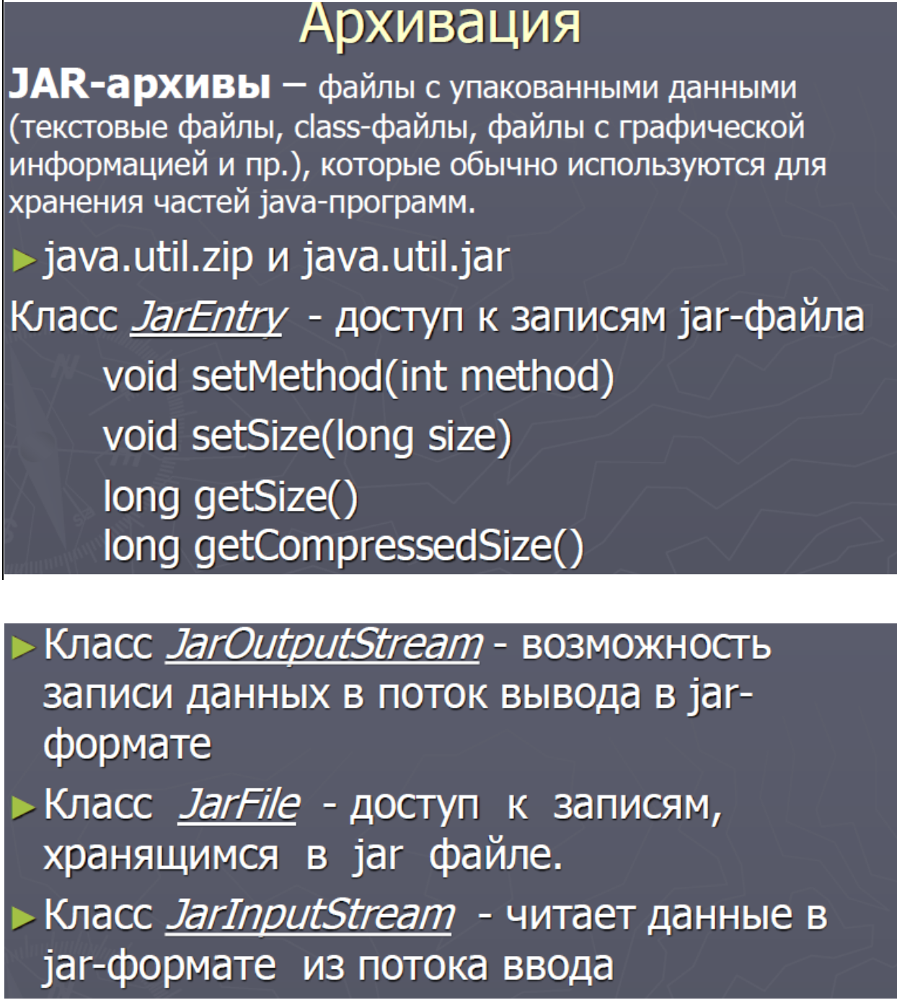 Архивация
JAR-архивы – файлы с упакованными данными
(текстовые файлы, class-файлы, файлы с графической
информацией и пр.), которые обычно используются для
хранения частей java-программ.
►java.util.zip и java.util.jar
Класс JarEntry - доступ к записям jar-файла
void setMethod(int method)
void setSize(long size)
long getSize()
long getCompressedSize()
►Класс JarOutputStream - возможность
записи данных в поток вывода в jar-
формате
►Класс JarFile - доступ к записям,
хранящимся в jar файле.
►Класс JarInputStream - читает данные в
jar-формате из потока ввода